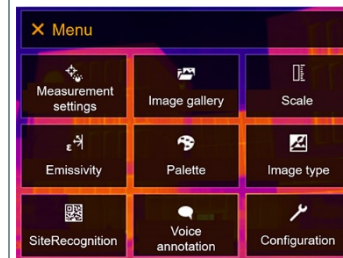 Menu
Measurement
settings
Image gallery
Scale
ε
Emissivity
Palette
Image type
SiteRecognition
Voice
annotation
Configuration